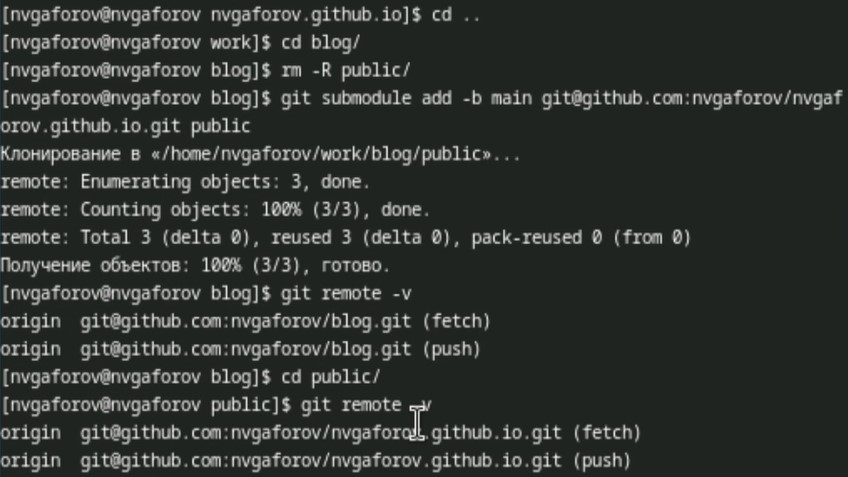 [nvgaforov@nvgaforov nvgaforov.github.io]$ cd ..
[nvgaforov@nvgaforov work]$ cd blog/
[nvgaforov@nvgaforov blog]$ rm -R public/
[nvgaforov@nvgaforov blog]$ git submodule add -b main git@github.com:nvgaforov/nvgaf
orov.github.io.git public
Клонирование в «/home/nvgaforov/work/blog/public»...
remote: Enumerating objects: 3, done.
remote: Counting objects: 100% (3/3), done.
remote: Total 3 (delta 0), reused 3 (delta 0), pack-reused 0 (from 0)
Получение объектов: 100% (3/3), готово.
[nvgaforov@nvgaforov blog]$ git remote -v
origin  git@github.com:nvgaforov/blog.git (fetch)
origin  git@github.com:nvgaforov/blog.git (push)
[nvgaforov@nvgaforov blog]$ cd public/
[nvgaforov@nvgaforov public]$ git remote -v
origin  git@github.com:nvgaforov/nvgaforov.github.io.git (fetch)
origin  git@github.com:nvgaforov/nvgaforov.github.io.git (push)